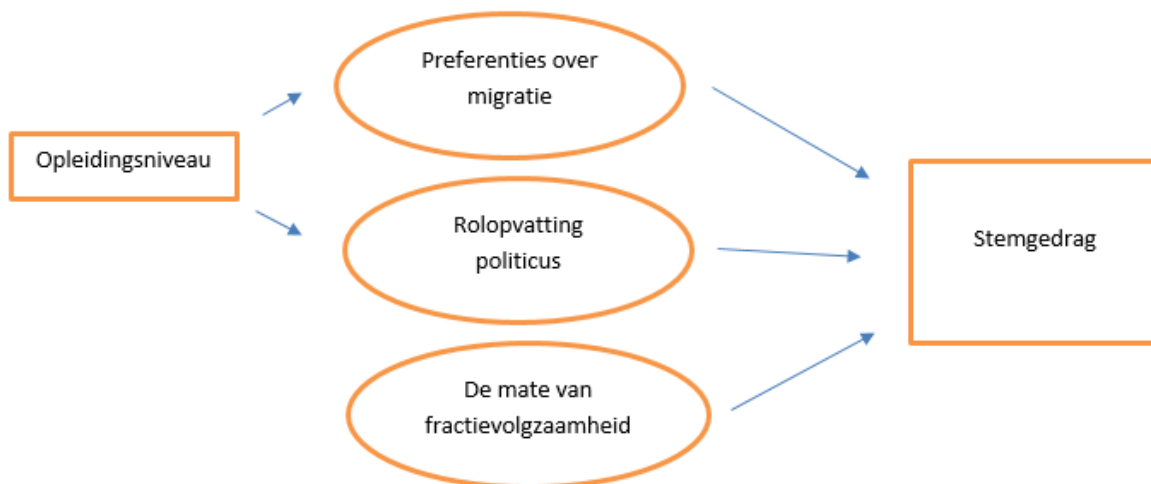 Preferenties over
migratie
Opleidingsniveau
Rolopvatting
politicus
Stemgedrag
De mate van
fractievolgzaamheid